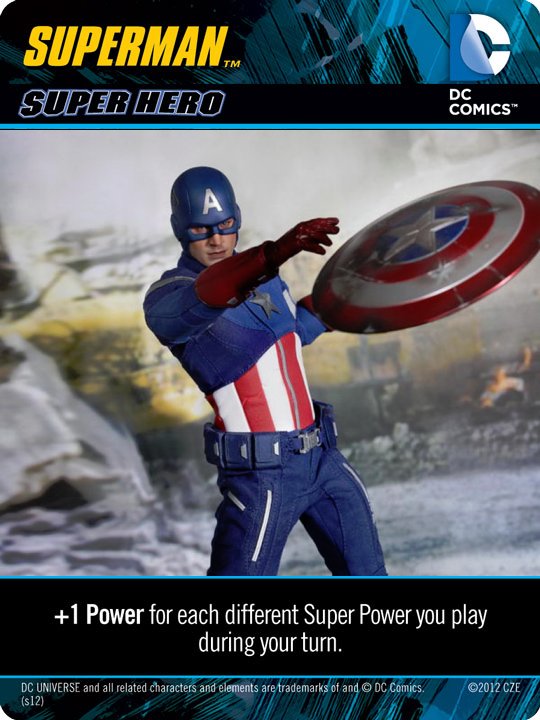 SUPERMAN™
SUPER HERO
DC
DC
COMICS™
A
+1 Power for each different Super Power you play
during your turn.
DC UNIVERSE and all related characters and elements are trademarks of and © DC Comics.
(s12)
©2012 CZE